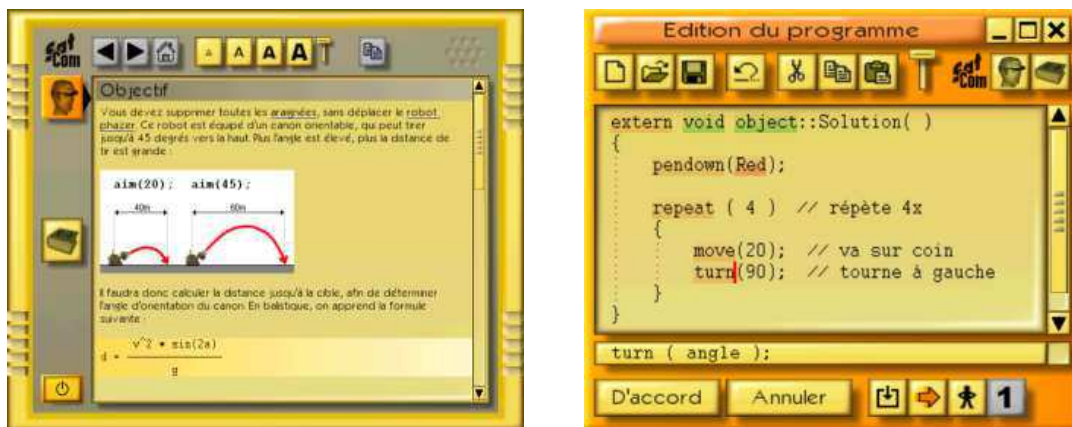 sat
Com
A A A A
Objectif
Vous devez supprimer toutes les araignées, sans déplacer le robot
phazer. Ce robot est équipé d'un canon orientable, qui peut tirer
jusqu'à 45 degrés vers la haut. Plus l'angle est élevé, plus la distance de
tir est grande :
aim(20); aim(45);
40m 60m
Il faudra donc calculer la distance jusqu'à la cible, afin de déterminer
l'angle d'orientation du canon. En balistique, on apprend la formule
suivante :
v^2 * sin(2a)
d =
g
Edition du programme
sat
Com
extern void object::Solution( )
{
pendown(Red);
repeat ( 4 ) // répète 4x
{
move(20); // va sur coin
turn(90); // tourne à gauche
}
}
turn ( angle );
D'accord Annuler 1